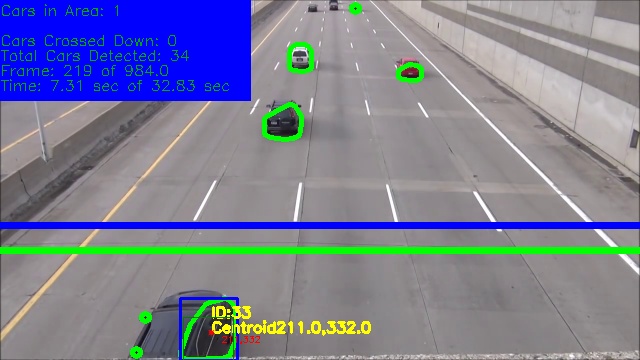 Cars in Area: 1
Cars Crossed Down: 0
Total Cars Detected: 34
Frame: 219 of 984.0
Time: 7.31 sec of 32.83 sec
ID:33
Centroid211.0,332.0